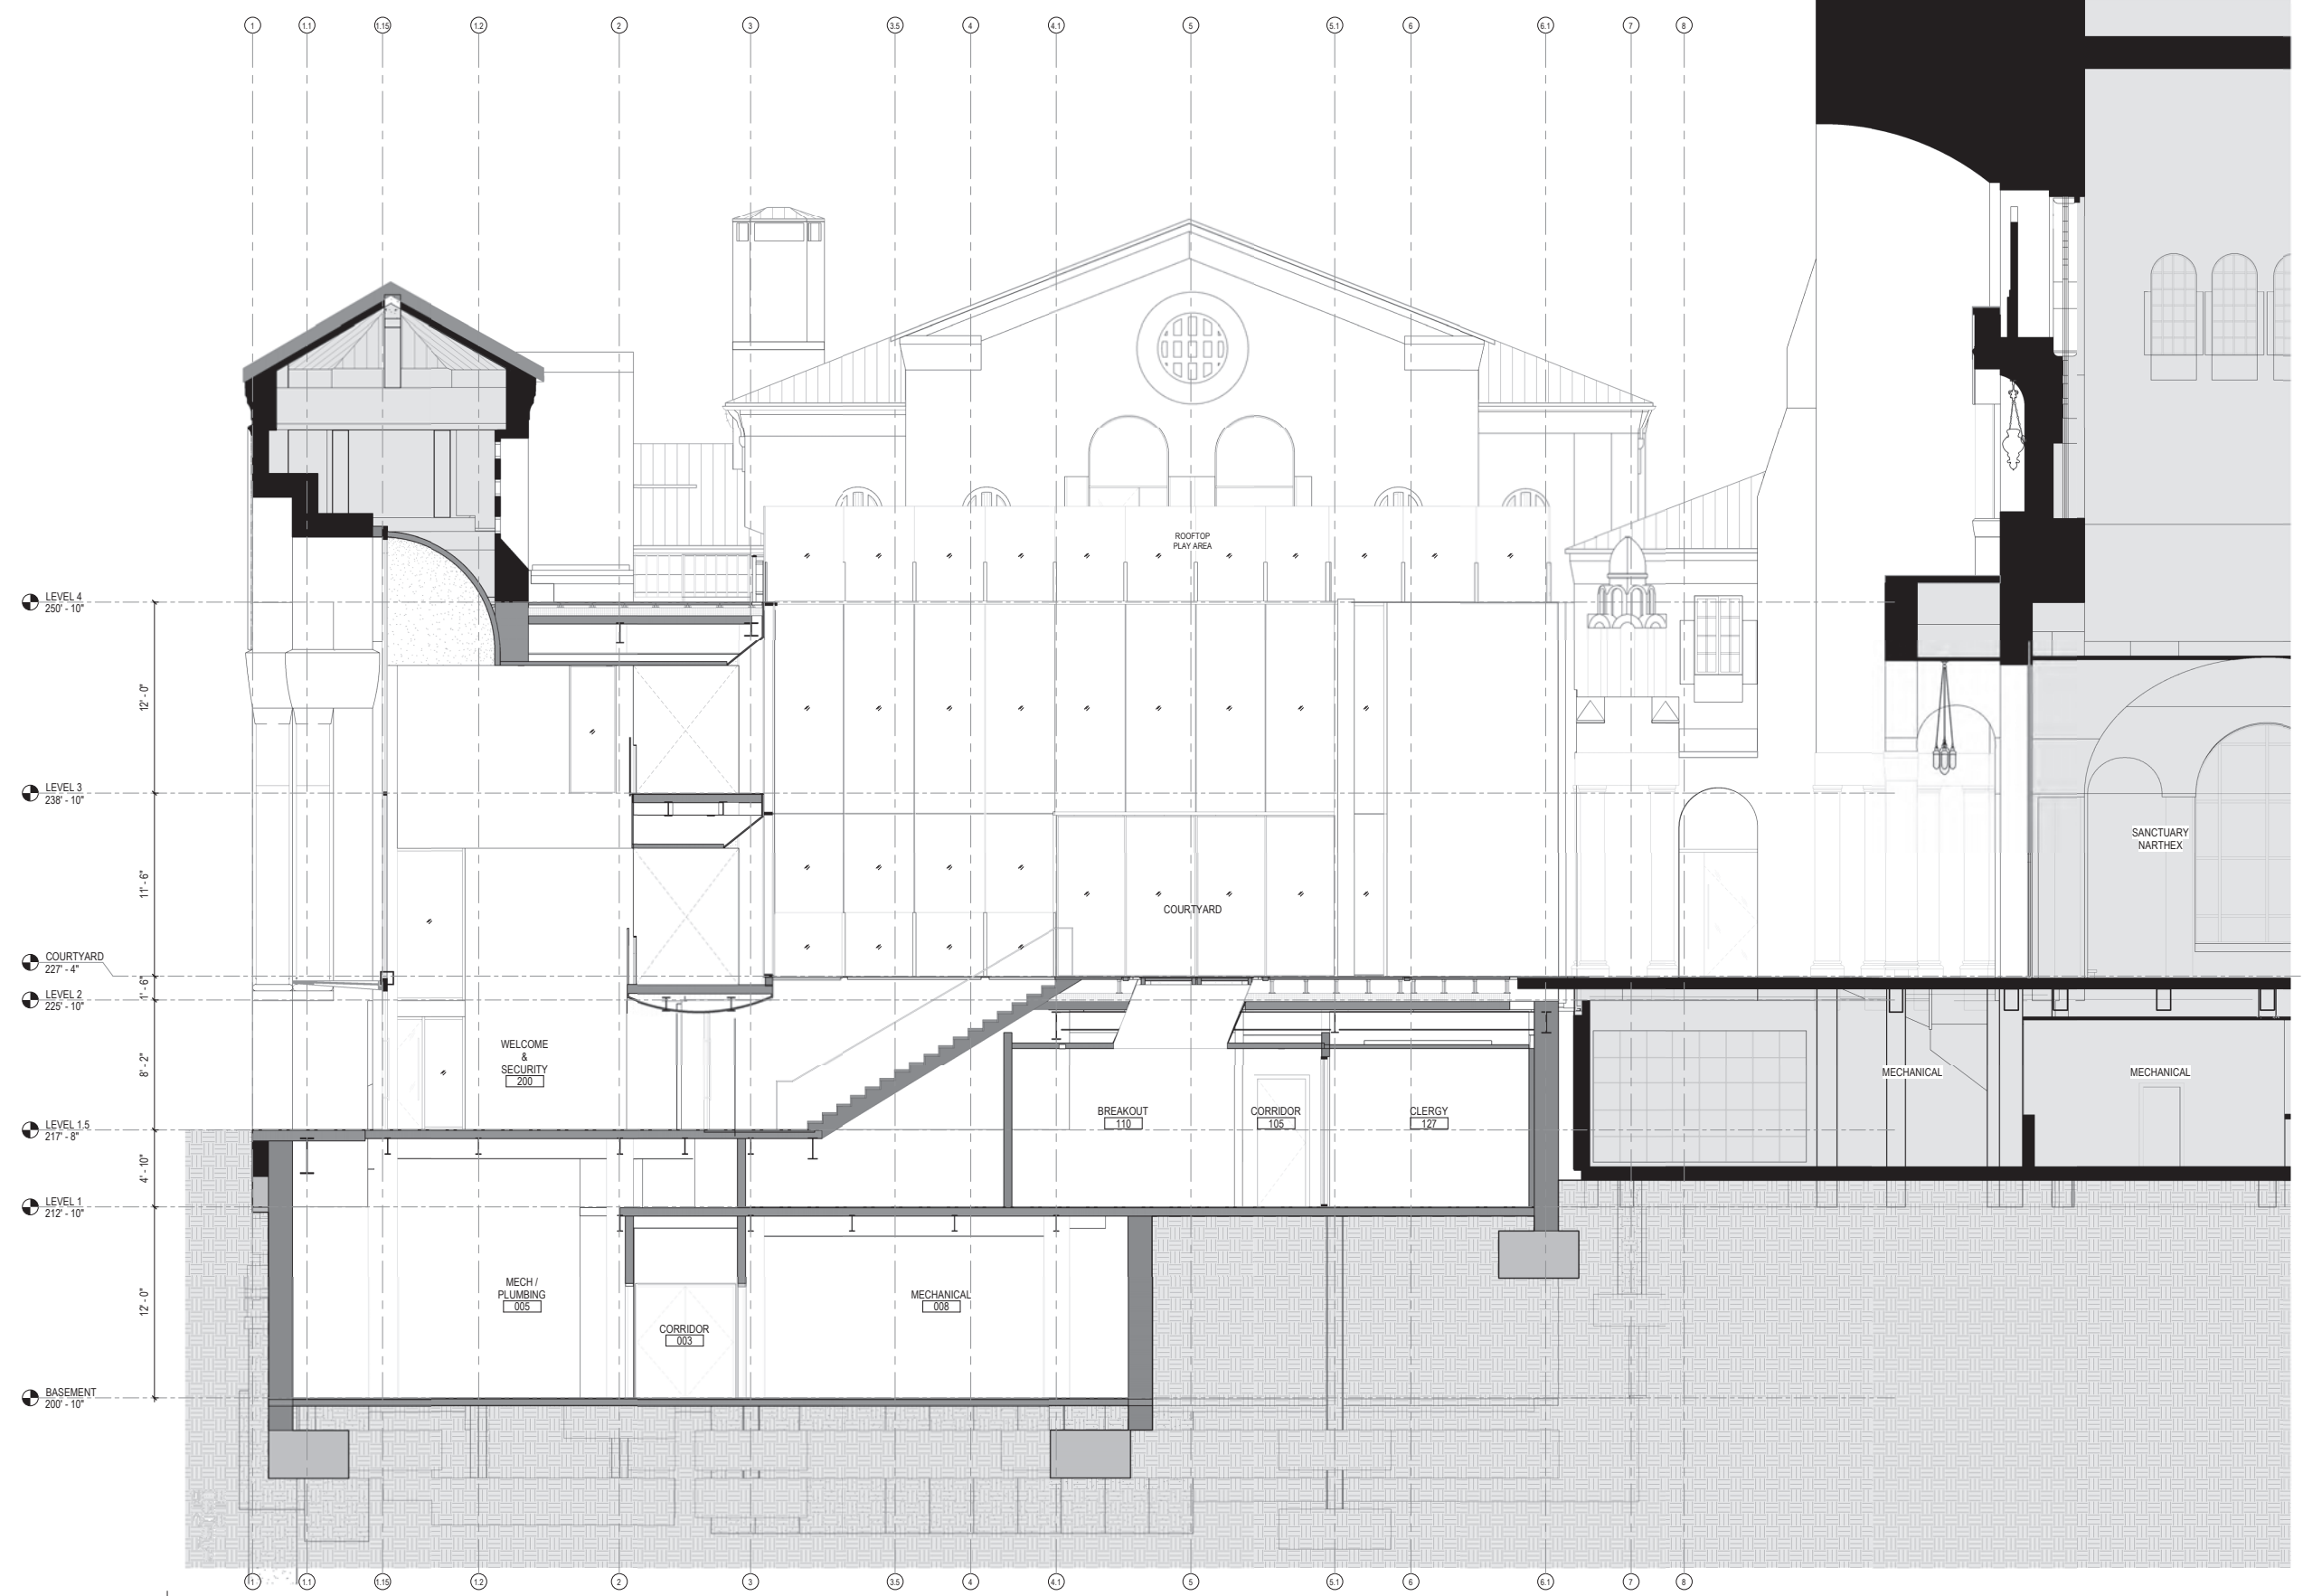 1 1.1 1.15 1.2 2 3 3.5 4 4.1 5 5.1 6 6.1 7 8
ROOFTOP
PLAY AREA
LEVEL 4
250' - 10"
12' - 0"
LEVEL 3
238' - 10"
SANCTUARY
NARTHEX
11' - 6"
COURTYARD
COURTYARD
227' - 4"
1' - 6"
LEVEL 2
225' - 10"
WELCOME
&
SECURITY
200
8' - 2"
MECHANICAL
MECHANICAL
BREAKOUT
110
CORRIDOR
105
CLERGY
127
LEVEL 1.5
217' - 8"
4' - 10"
LEVEL 1
212' - 10"
12' - 0"
MECH /
PLUMBING
005
MECHANICAL
008
CORRIDOR
003
BASEMENT
200' - 10"
1 1.1 1.15 1.2 2 3 3.5 4 4.1 5 5.1 6 6.1 7 8